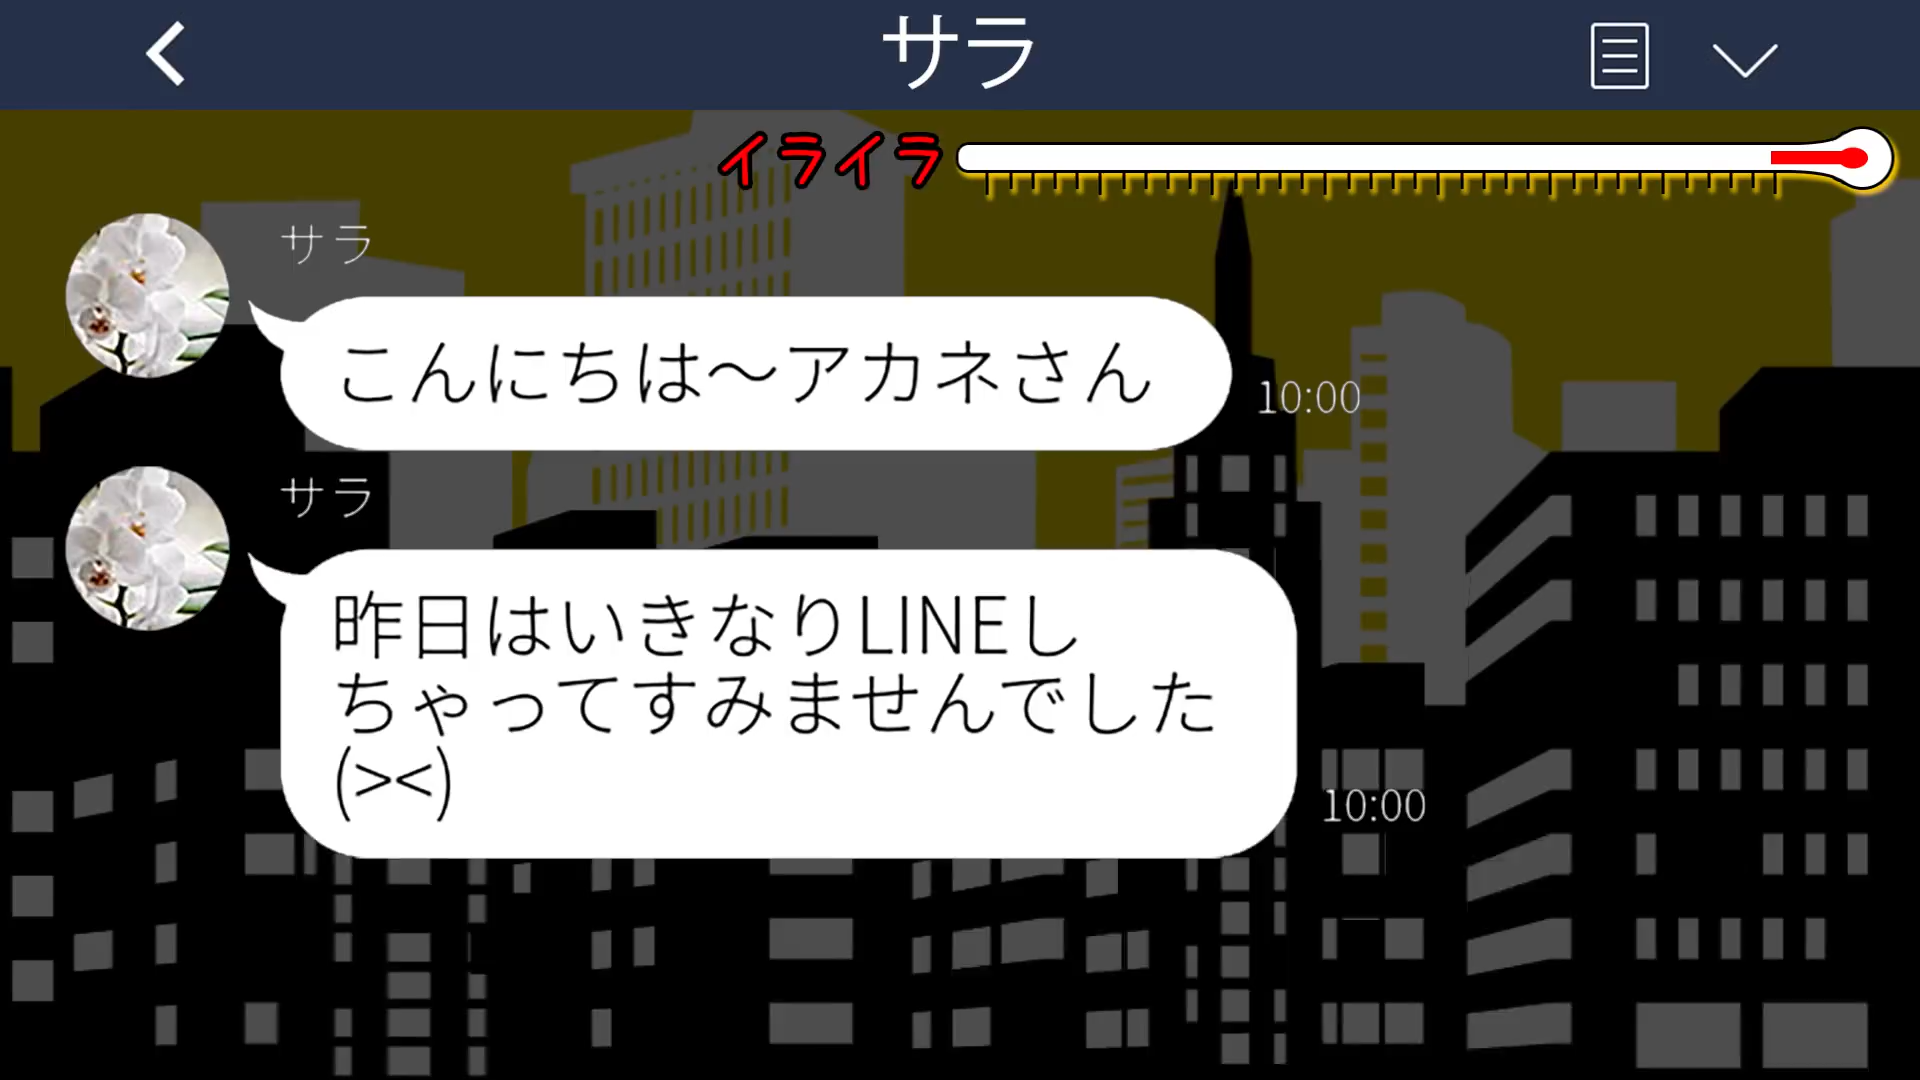 サラ
イライラ
サラ
こんにちは〜アカネさん
10:00
サラ
昨日はいきなりLINEし
ちゃってすみませんでした
(><)
10:00